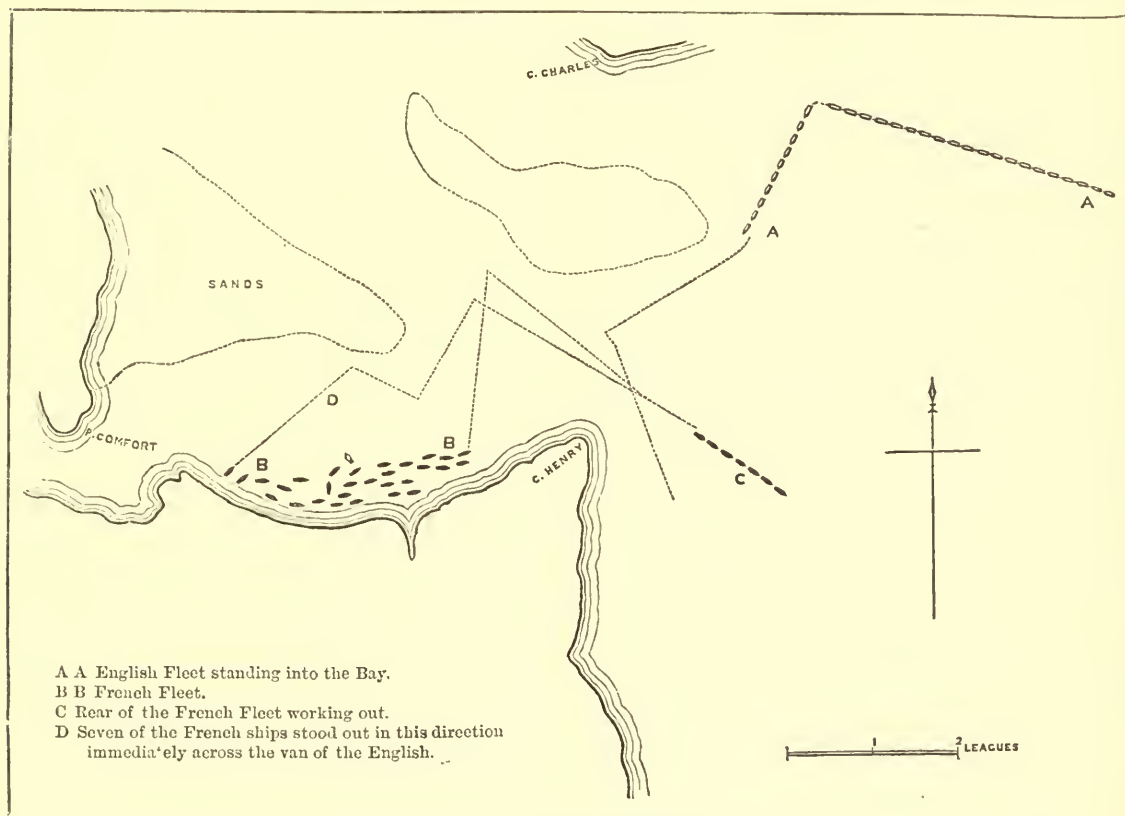 C. CHARLES
A
A
SANDS
D
P. COMFORT
B
B
C. HENRY
C
N
A A English Fleet standing into the Bay.
B B French Fleet.
C Rear of the French Fleet working out.
D Seven of the French ships stood out in this direction
immediately across the van of the English.
1 2 LEAGUES